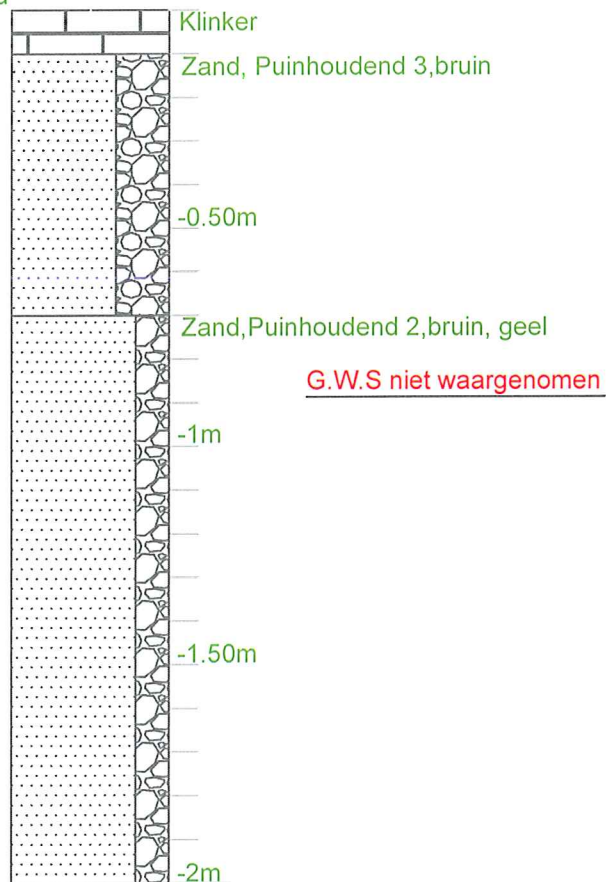 Klinker
Zand, Puinhoudend 3,bruin
-0.50m
Zand,Puinhoudend 2,bruin, geel
G.W.S niet waargenomen
-1m
-1.50m
-2m